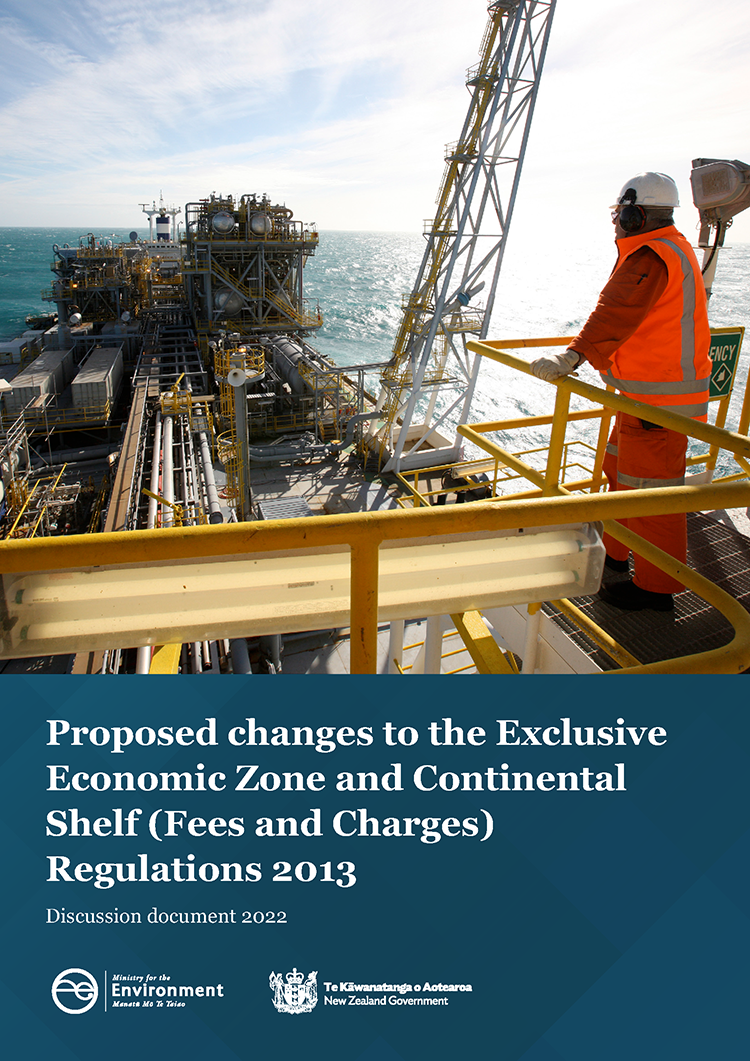 ENCY
Proposed changes to the Exclusive
Economic Zone and Continental
Shelf (Fees and Charges)
Regulations 2013
Discussion document 2022
Ministry for the
Environment
Manatū Mō Te Taiao
Te Kāwanatanga o Aotearoa
New Zealand Government